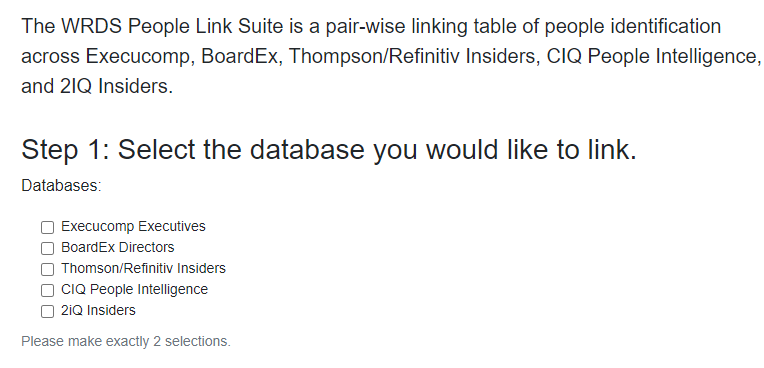 The WRDS People Link Suite is a pair-wise linking table of people identification
across Execucomp, BoardEx, Thompson/Refinitiv Insiders, CIQ People Intelligence,
and 2IQ Insiders.
Step 1: Select the database you would like to link.
Databases:
Execucomp Executives
BoardEx Directors
Thomson/Refinitiv Insiders
CIQ People Intelligence
2iQ Insiders
Please make exactly 2 selections.